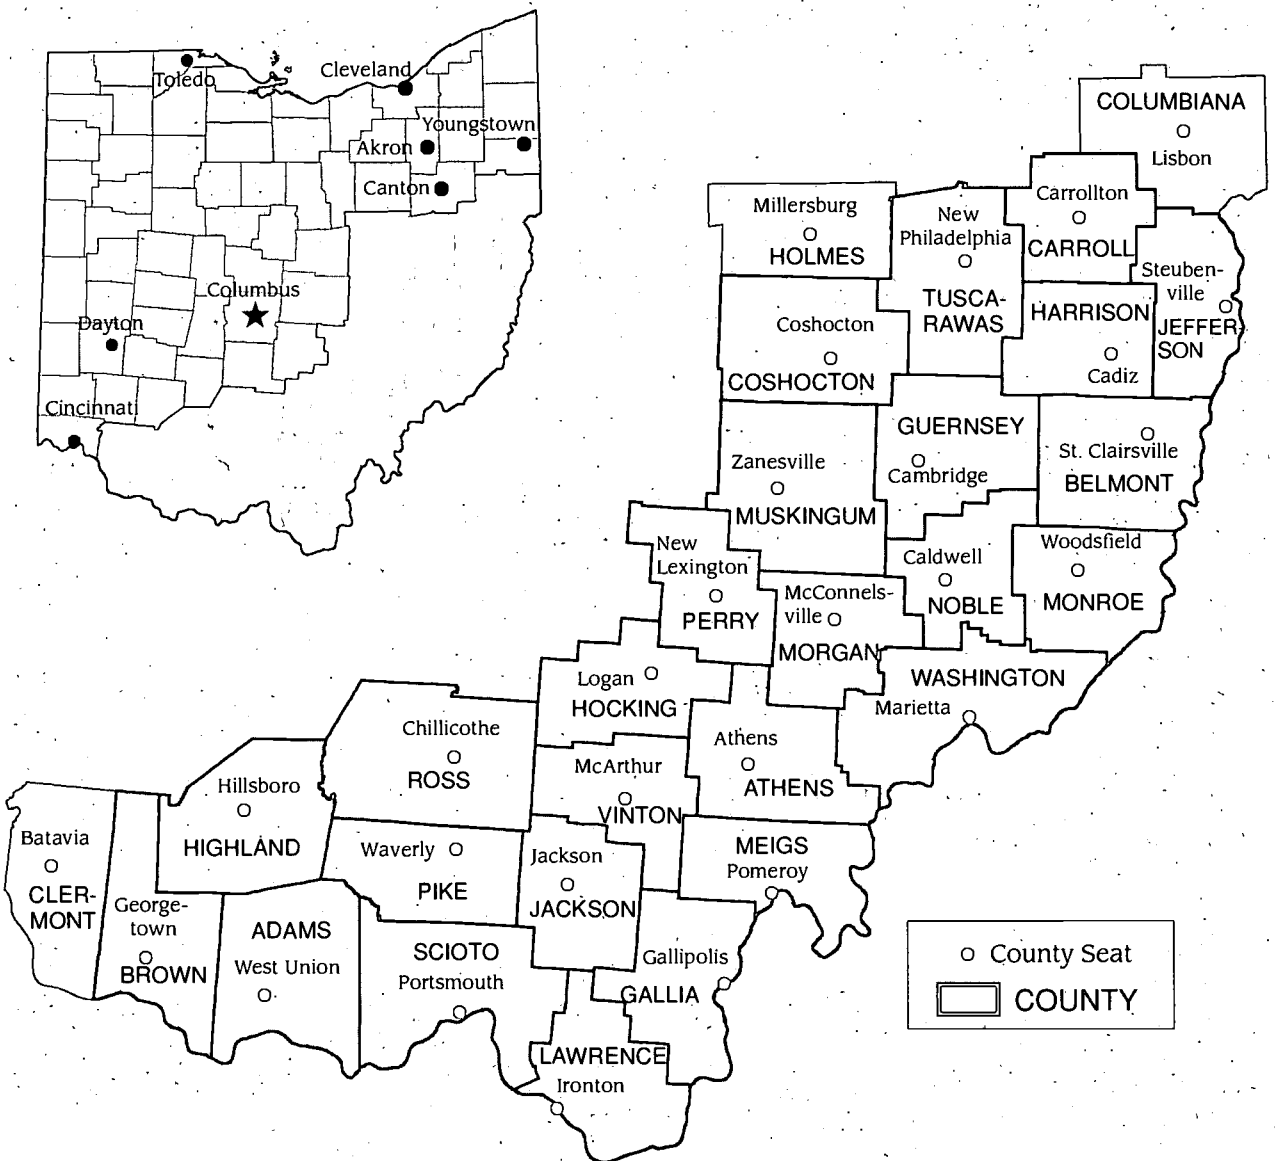 Toledo
Cleveland
Youngstown
Akron
Canton
Columbus
Dayton
Cincinnati
COLUMBIANA
Lisbon
Carrollton
CARROLL
Millersburg
HOLMES
New
Philadelphia
TUSCA-
RAWAS
Steuben-
ville
JEFFER
SON
HARRISON
Cadiz
Coshocton
COSHOCTON
GUERNSEY
Cambridge
St. Clairsville
BELMONT
Zanesville
MUSKINGUM
New
Lexington
PERRY
Caldwell
NOBLE
Woodsfield
MONROE
McConnels-
ville
MORGAN
WASHINGTON
Marietta
Logan
HOCKING
Athens
ATHENS
Chillicothe
ROSS
McArthur
VINTON
Hillsboro
HIGHLAND
Batavia
CLER-
MONT
George-
town
BROWN
ADAMS
West Union
Waverly
PIKE
Jackson
JACKSON
MEIGS
Pomeroy
SCIOTO
Portsmouth
Gallipolis
GALLIA
LAWRENCE
Ironton
County Seat
COUNTY